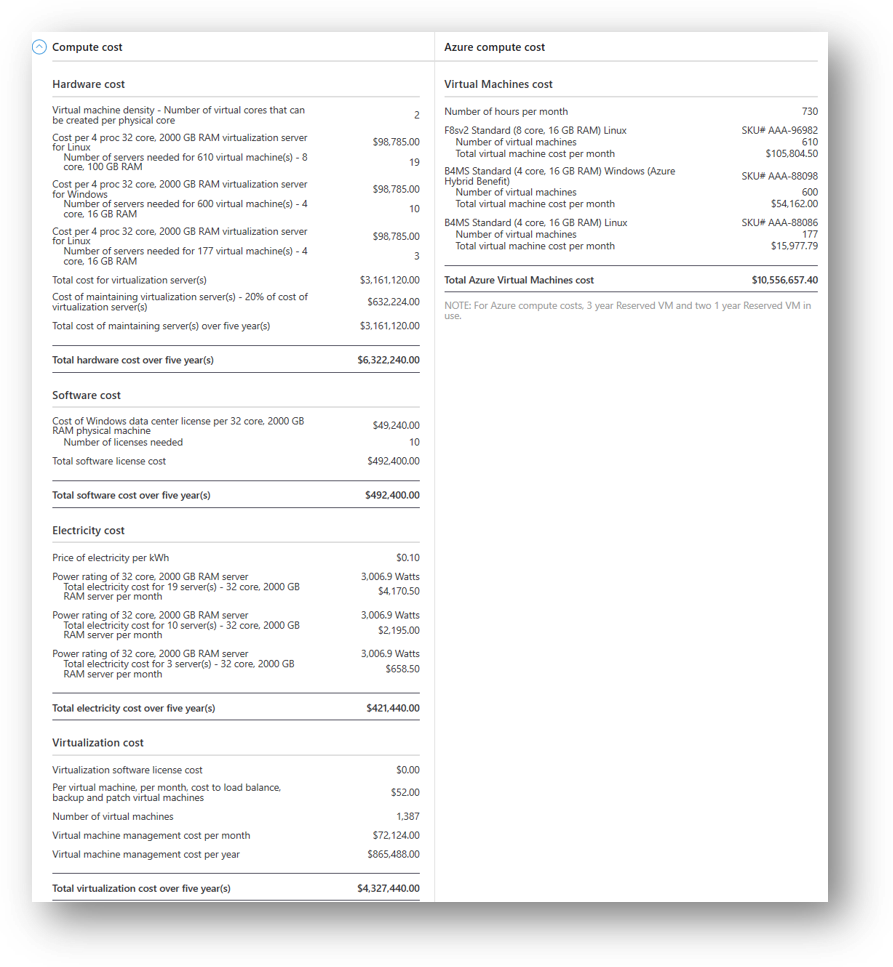 Compute cost
Hardware cost
Virtual machine density - Number of virtual cores that can
be created per physical core
2
Cost per 4 proc 32 core, 2000 GB RAM virtualization server
for Linux
$98,785.00
Number of servers needed for 610 virtual machine(s) - 8
core, 100 GB RAM
19
Cost per 4 proc 32 core, 2000 GB RAM virtualization server
for Windows
$98,785.00
Number of servers needed for 600 virtual machine(s) - 4
core, 16 GB RAM
10
Cost per 4 proc 32 core, 2000 GB RAM virtualization server
for Linux
$98,785.00
Number of servers needed for 177 virtual machine(s) - 4
core, 16 GB RAM
3
Total cost for virtualization server(s) $3,161,120.00
Cost of maintaining virtualization server(s) - 20% of cost of
virtualization server(s)
$632,224.00
Total cost of maintaining server(s) over five year(s) $3,161,120.00
Total hardware cost over five year(s) $6,322,240.00
Software cost
Cost of Windows data center license per 32 core, 2000 GB
RAM physical machine
$49,240.00
Number of licenses needed 10
Total software license cost $492,400.00
Total software cost over five year(s) $492,400.00
Electricity cost
Price of electricity per kWh $0.10
Power rating of 32 core, 2000 GB RAM server 3,006.9 Watts
Total electricity cost for 19 server(s) - 32 core, 2000 GB
RAM server per month
$4,170.50
Power rating of 32 core, 2000 GB RAM server 3,006.9 Watts
Total electricity cost for 10 server(s) - 32 core, 2000 GB
RAM server per month
$2,195.00
Power rating of 32 core, 2000 GB RAM server 3,006.9 Watts
Total electricity cost for 3 server(s) - 32 core, 2000 GB
RAM server per month
$658.50
Total electricity cost over five year(s) $421,440.00
Virtualization cost
Virtualization software license cost $0.00
Per virtual machine, per month, cost to load balance,
backup and patch virtual machines
$52.00
Number of virtual machines 1,387
Virtual machine management cost per month $72,124.00
Virtual machine management cost per year $865,488.00
Total virtualization cost over five year(s) $4,327,440.00
Azure compute cost
Virtual Machines cost
Number of hours per month 730
F8sv2 Standard (8 core, 16 GB RAM) Linux SKU# AAA-96982
Number of virtual machines 610
Total virtual machine cost per month $105,804.50
B4MS Standard (4 core, 16 GB RAM) Windows (Azure
Hybrid Benefit)
SKU# AAA-88098
Number of virtual machines 600
Total virtual machine cost per month $54,162.00
B4MS Standard (4 core, 16 GB RAM) Linux SKU# AAA-88086
Number of virtual machines 177
Total virtual machine cost per month $15,977.79
Total Azure Virtual Machines cost $10,556,657.40
NOTE: For Azure compute costs, 3 year Reserved VM and two 1 year Reserved VM in
use.